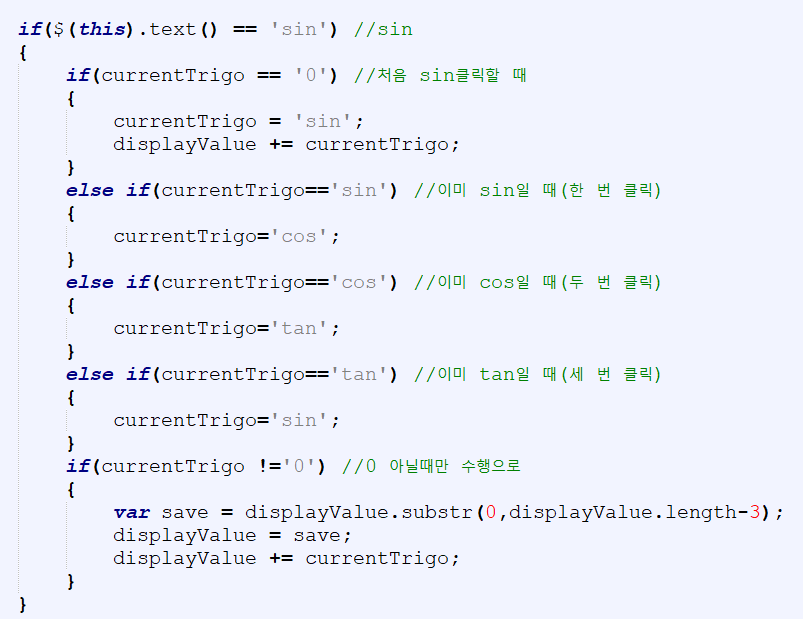 if($(this).text() == 'sin') //sin
{
if(currentTrigo == '0') //처음 sin클릭할 때
{
currentTrigo = 'sin';
displayValue += currentTrigo;
}
else if(currentTrigo=='sin') //이미 sin일 때(한 번 클릭)
{
currentTrigo='cos';
}
else if(currentTrigo=='cos') //이미 cos일 때(두 번 클릭)
{
currentTrigo='tan';
}
else if(currentTrigo=='tan') //이미 tan일 때(세 번 클릭)
{
currentTrigo='sin';
}
if(currentTrigo !='0') //0 아닐때만 수행으로
{
var save = displayValue.substr(0,displayValue.length-3);
displayValue = save;
displayValue += currentTrigo;
}
}